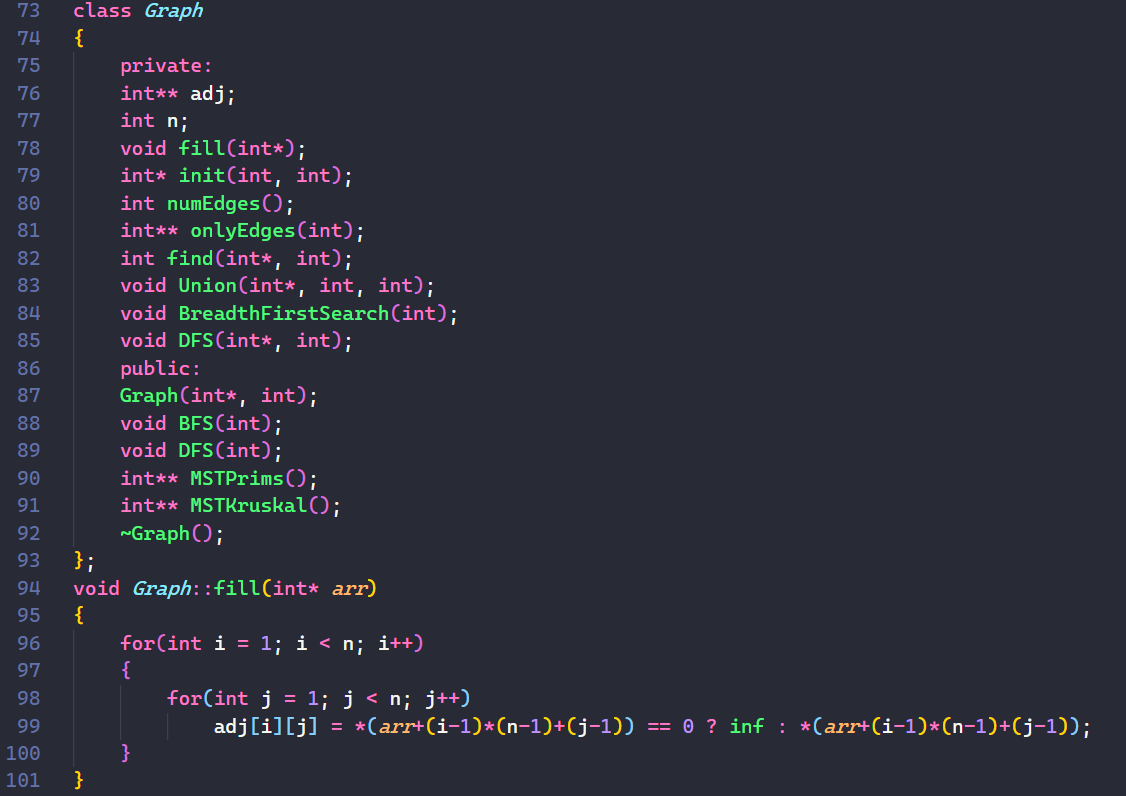 73 class Graph
74 {
75     private:
76     int** adj;
77     int n;
78     void fill(int*);
79     int* init(int, int);
80     int numEdges();
81     int** onlyEdges(int);
82     int find(int*, int);
83     void Union(int*, int, int);
84     void BreadthFirstSearch(int);
85     void DFS(int*, int);
86     public:
87     Graph(int*, int);
88     void BFS(int);
89     void DFS(int);
90     int** MSTPrims();
91     int** MSTKruskal();
92     ~Graph();
93 };
94 void Graph::fill(int* arr)
95 {
96     for(int i = 1; i < n; i++)
97     {
98         for(int j = 1; j < n; j++)
99             adj[i][j] = *(arr+(i-1)*(n-1)+(j-1)) == 0 ? inf : *(arr+(i-1)*(n-1)+(j-1));
100     }
101 }